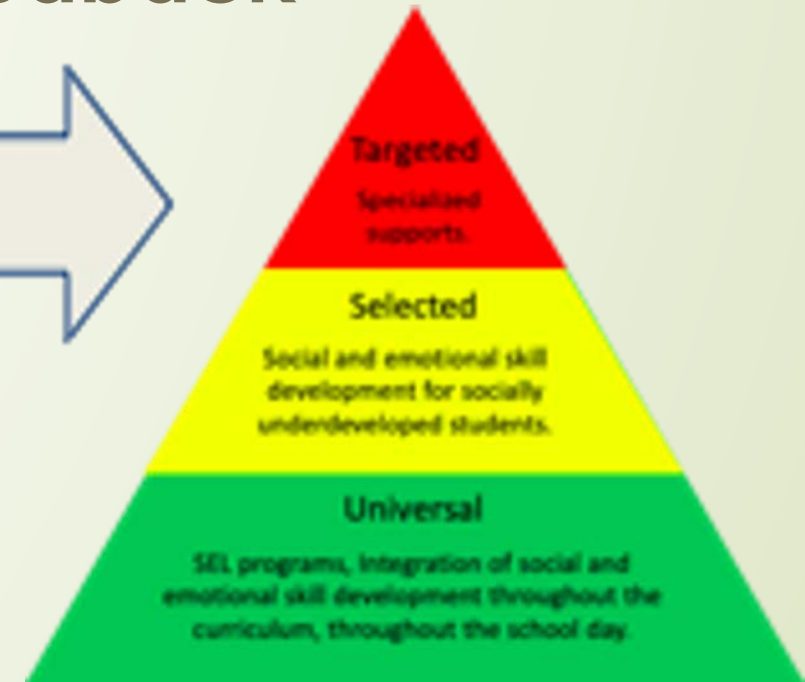 Targeted
Specialized
supports.
Selected
Social and emotional skill
development for socially
underdeveloped students.
Universal
SEL programs, Integration of social and
emotional skill development throughout the
curriculum, throughout the school day.